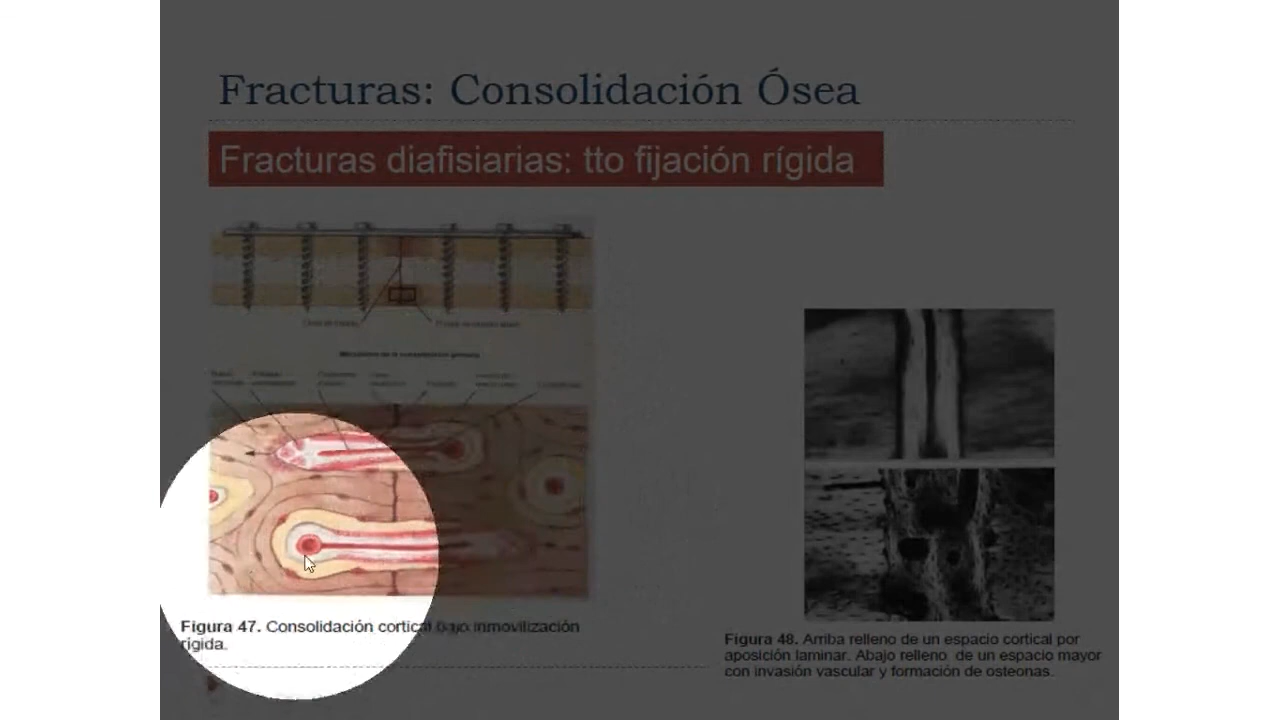 Fracturas: Consolidación Ósea
Fracturas diafisiarias: tto fijación rígida
Figura 47. Consolidación cortical bajo inmovilización
rígida.
Figura 48. Arriba relleno de un espacio cortical por
aposición laminar. Abajo relleno de un espacio mayor
con invasión vascular y formación de osteonas.